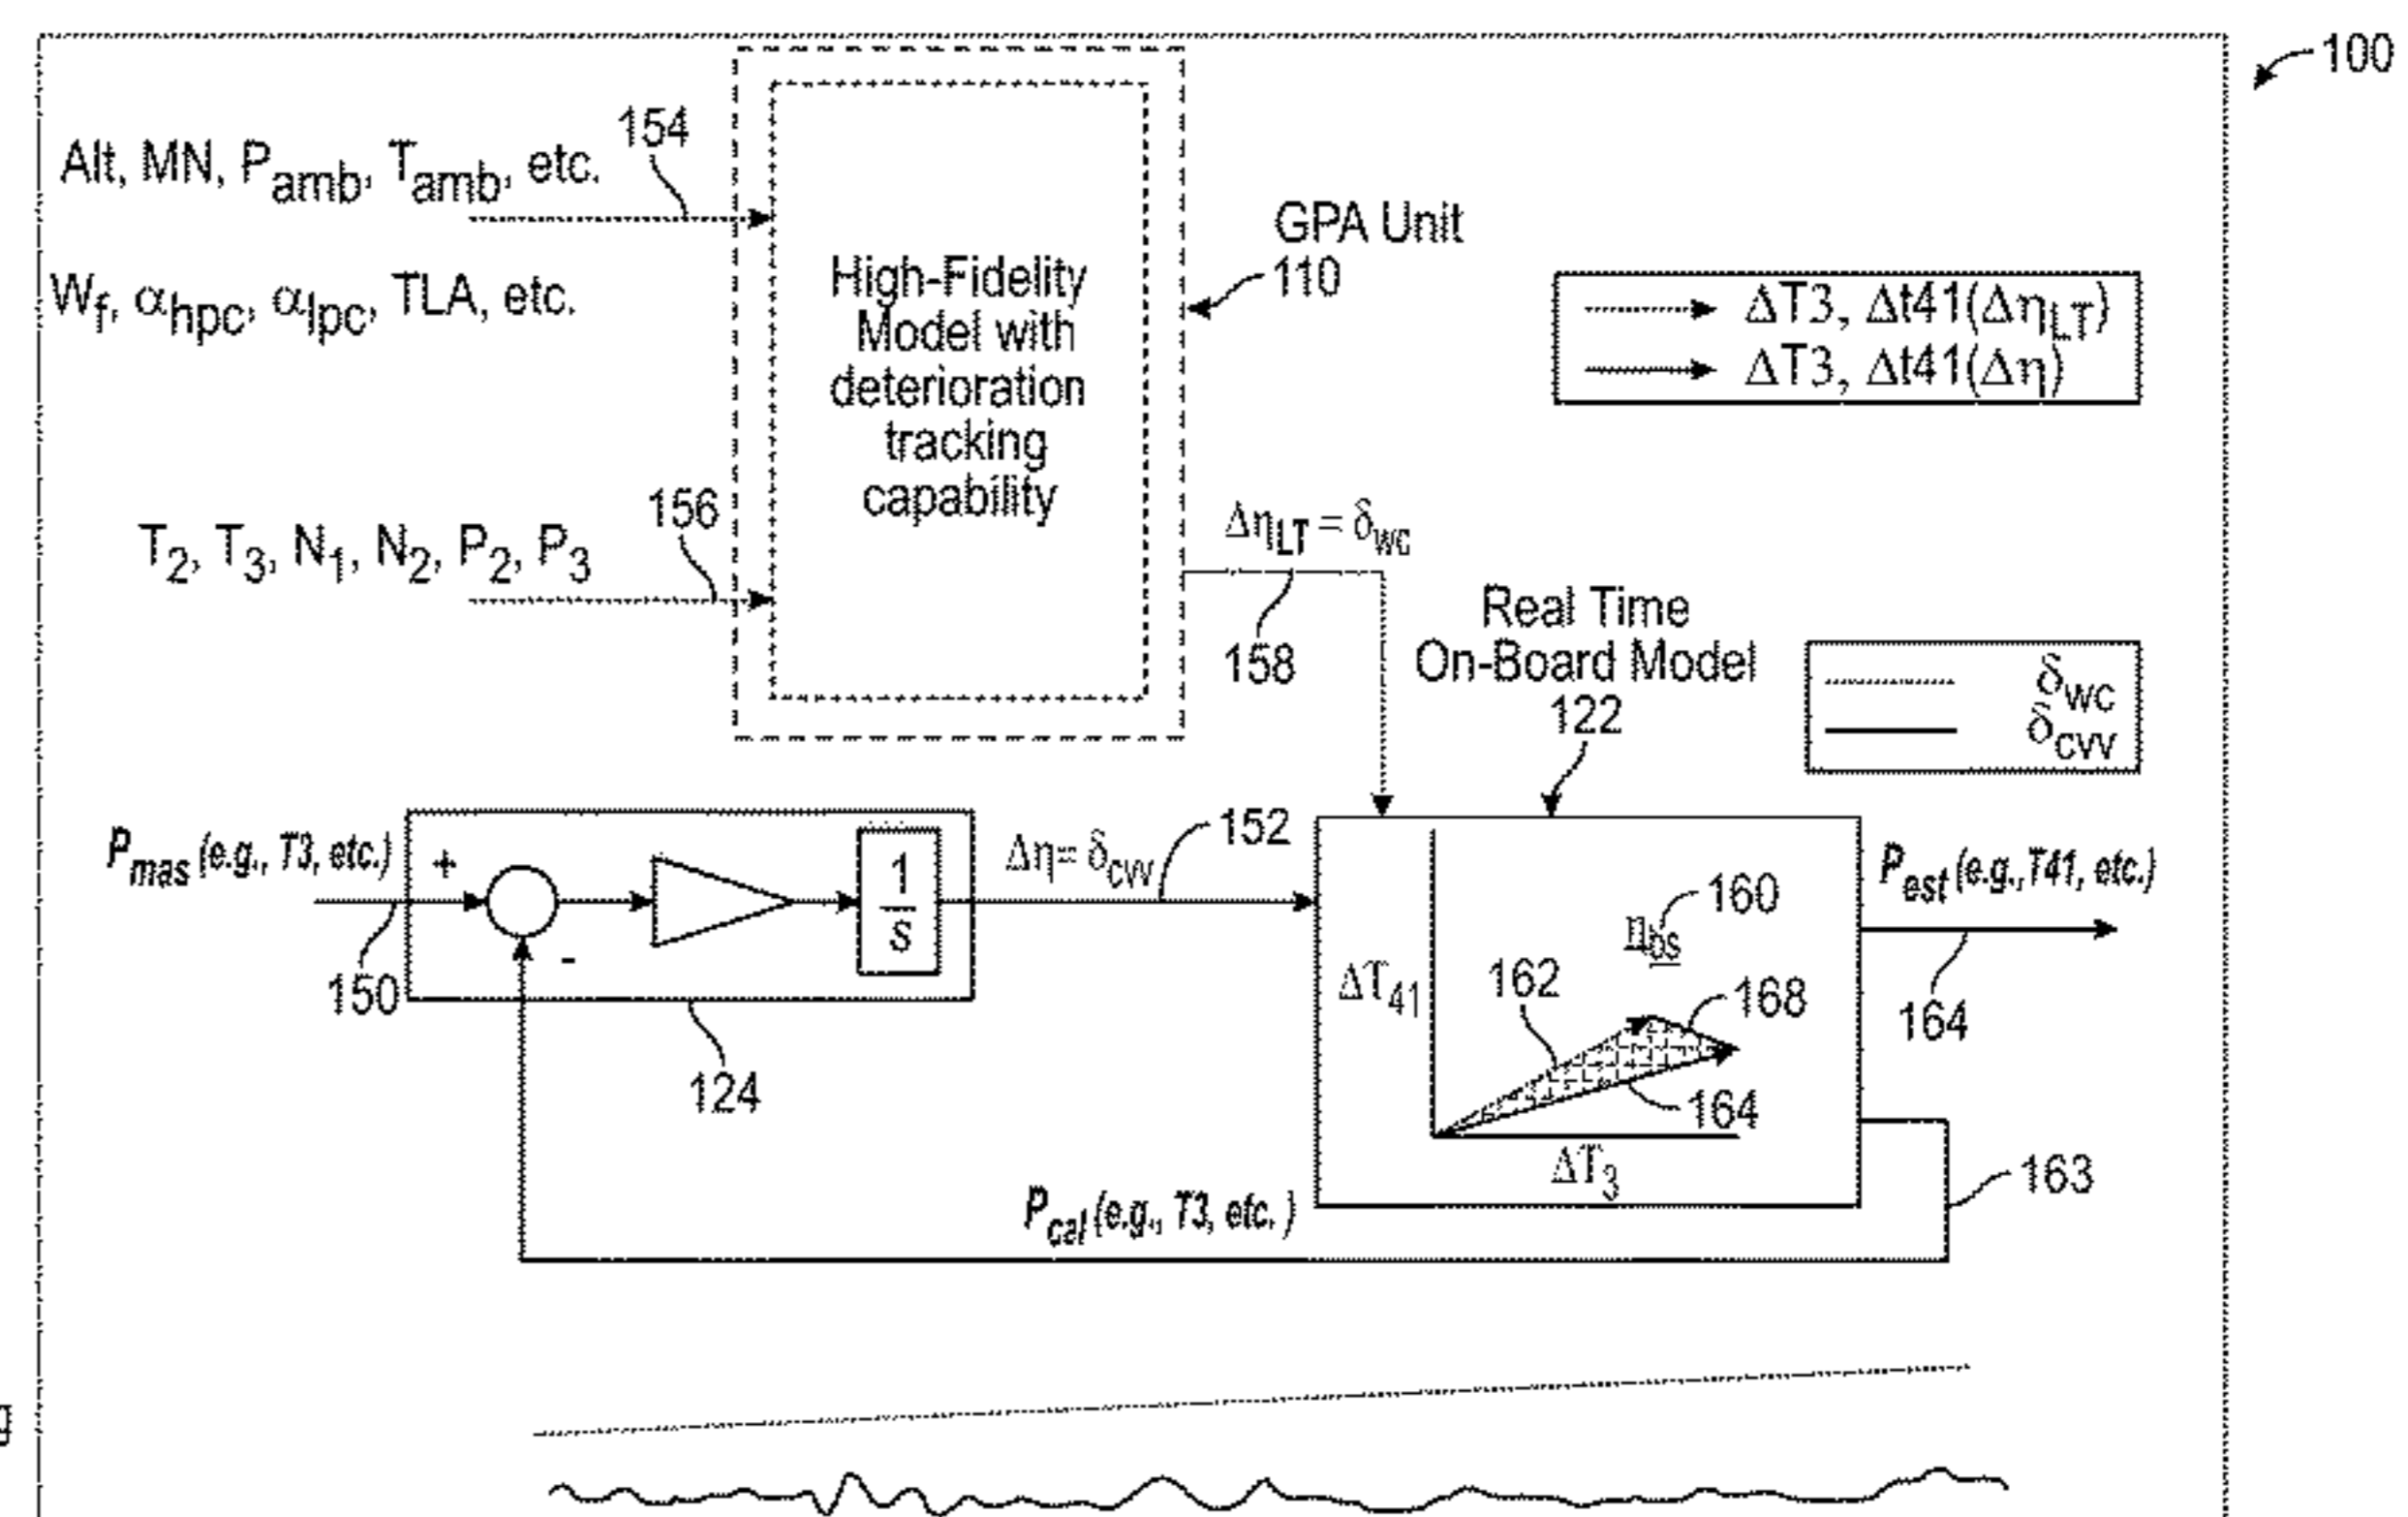 100
154
Alt, MN, Pamb, Tamb, etc.
GPA Unit
110
Wf, αhpc, αlpc, TLA, etc.
High-Fidelity
Model with
deterioration
tracking
capability
ΔT3, Δt41(ΔηLT)
ΔT3, Δt41(Δη)
156
T2, T3, N1, N2, P2, P3
ΔηLT = δwc
158
Real Time
On-Board Model
122
δwc
δcvv
Pmas (e.g., T3, etc.)
+
-
1
s
150
124
Δη = δcvv
152
160
ηbs
ΔT41
162
168
164
ΔT3
Pest (e.g., T41, etc.)
164
163
Pcal (e.g., T3, etc.)